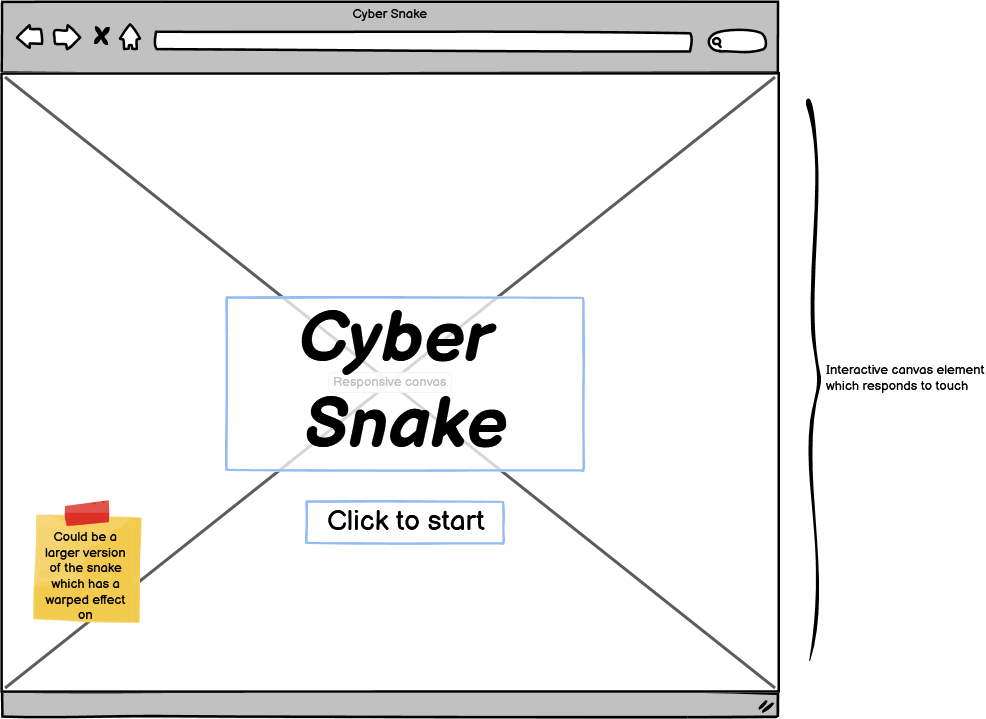 Cyber Snake
Cyber
Responsive canvas
Snake
Click to start
Could be a
larger version
of the snake
which has a
warped effect
on
Interactive canvas element
which responds to touch